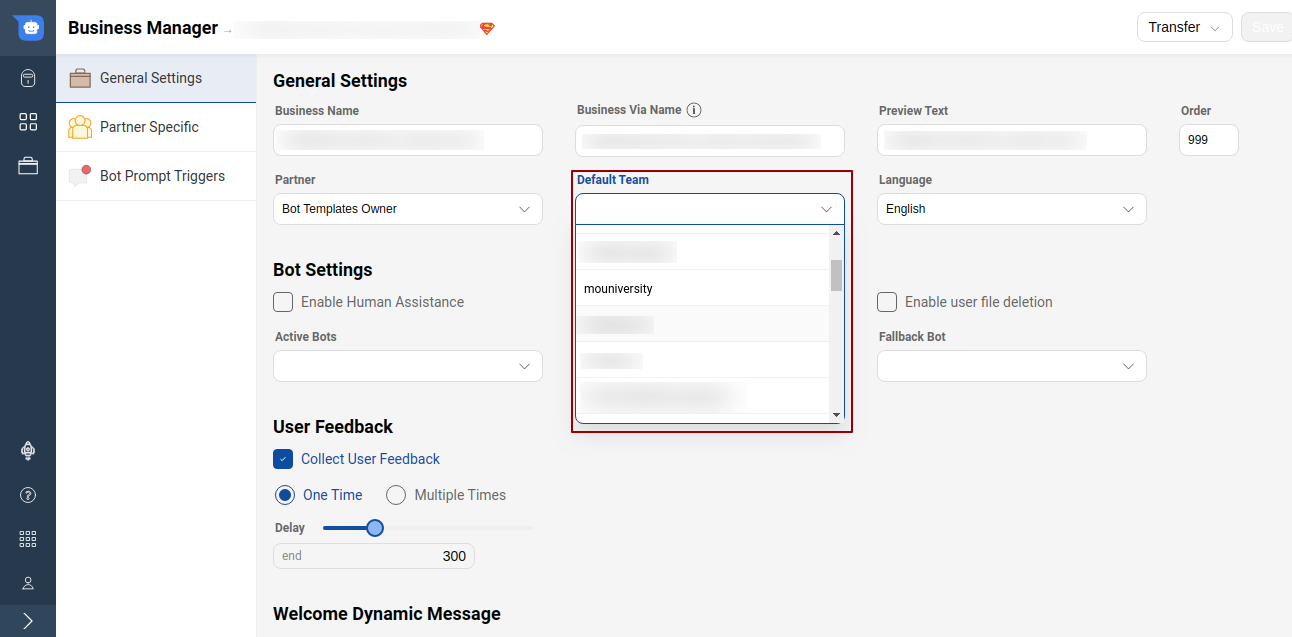 Business Manager →
Transfer
Save
General Settings
Partner Specific
Bot Prompt Triggers
General Settings
Business Name
Business Via Name
Preview Text
Order
999
Partner
Default Team
Language
Bot Templates Owner
English
mouniversity
Bot Settings
Enable Human Assistance
Enable user file deletion
Active Bots
Fallback Bot
User Feedback
Collect User Feedback
One Time
Multiple Times
Delay
end
300
Welcome Dynamic Message